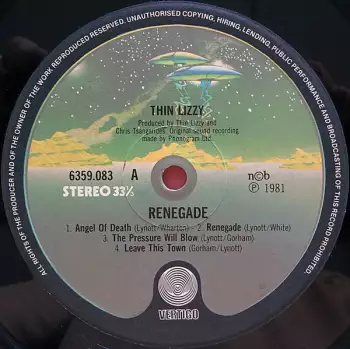 ALL RIGHTS OF THE PRODUCER AND OF THE OWNER OF THE WORK REPRODUCED RESERVED. UNAUTHORISED COPYING, HIRING, LENDING, PUBLIC PERFORMANCE AND BROADCASTING OF THIS RECORD PROHIBITED.
THIN LIZZY
Produced by Thin Lizzy and
Chris Tsangarides. Original sound recording
made by Phonogram Ltd.
6359.083 A
STEREO 33⅓
n©b
℗ 1981
RENEGADE
1. Angel Of Death (Lynott/Wharton) – 2. Renegade (Lynott/White)
3. The Pressure Will Blow (Lynott/Gorham)
4. Leave This Town (Gorham/Lynott)
VERTIGO